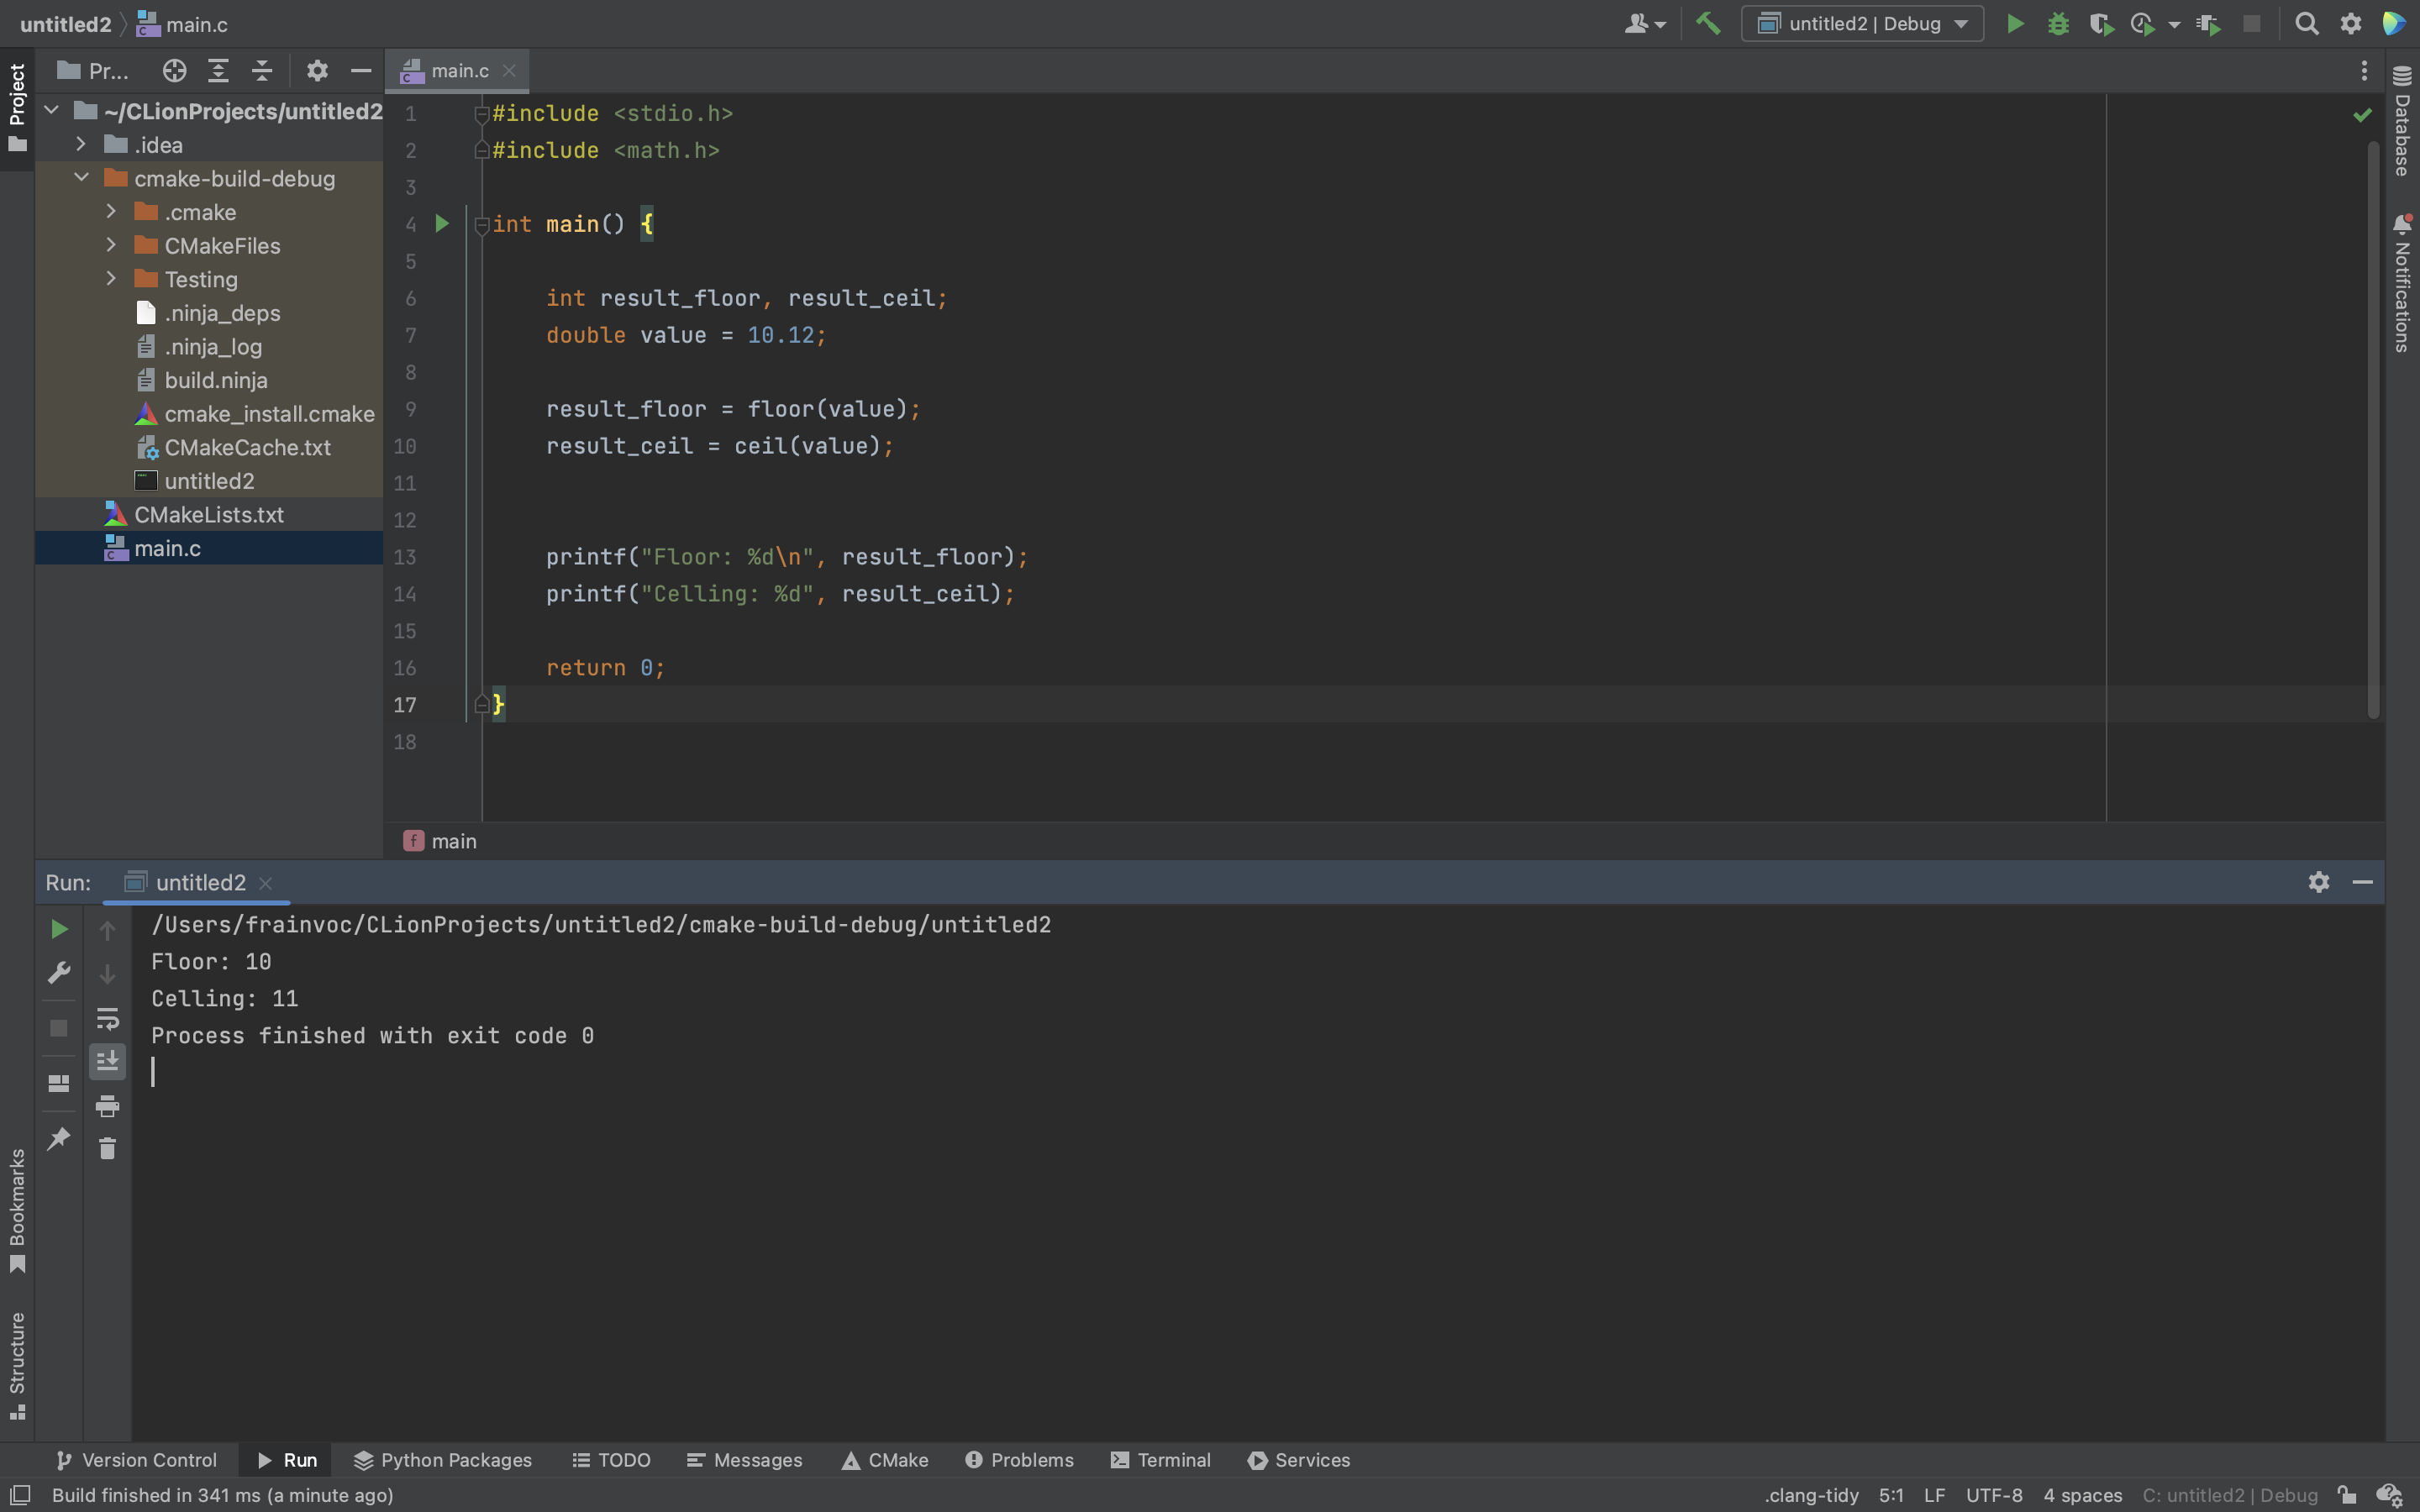 untitled2 main.c
untitled2 | Debug
Project
Pr...
main.c
~/CLionProjects/untitled2
.idea
cmake-build-debug
.cmake
CMakeFiles
Testing
.ninja_deps
.ninja_log
build.ninja
cmake_install.cmake
CMakeCache.txt
untitled2
CMakeLists.txt
main.c
1 #include <stdio.h>
2 #include <math.h>
3
4 int main() {
5
6 int result_floor, result_ceil;
7 double value = 10.12;
8
9 result_floor = floor(value);
10 result_ceil = ceil(value);
11
12
13 printf("Floor: %d\n", result_floor);
14 printf("Celling: %d", result_ceil);
15
16 return 0;
17 }
18
f main
Database
Notifications
Run: untitled2
/Users/frainvoc/CLionProjects/untitled2/cmake-build-debug/untitled2
Floor: 10
Celling: 11
Process finished with exit code 0
Bookmarks
Structure
Version Control Run Python Packages TODO Messages CMake Problems Terminal Services
Build finished in 341 ms (a minute ago) .clang-tidy 5:1 LF UTF-8 4 spaces C: untitled2 | Debug